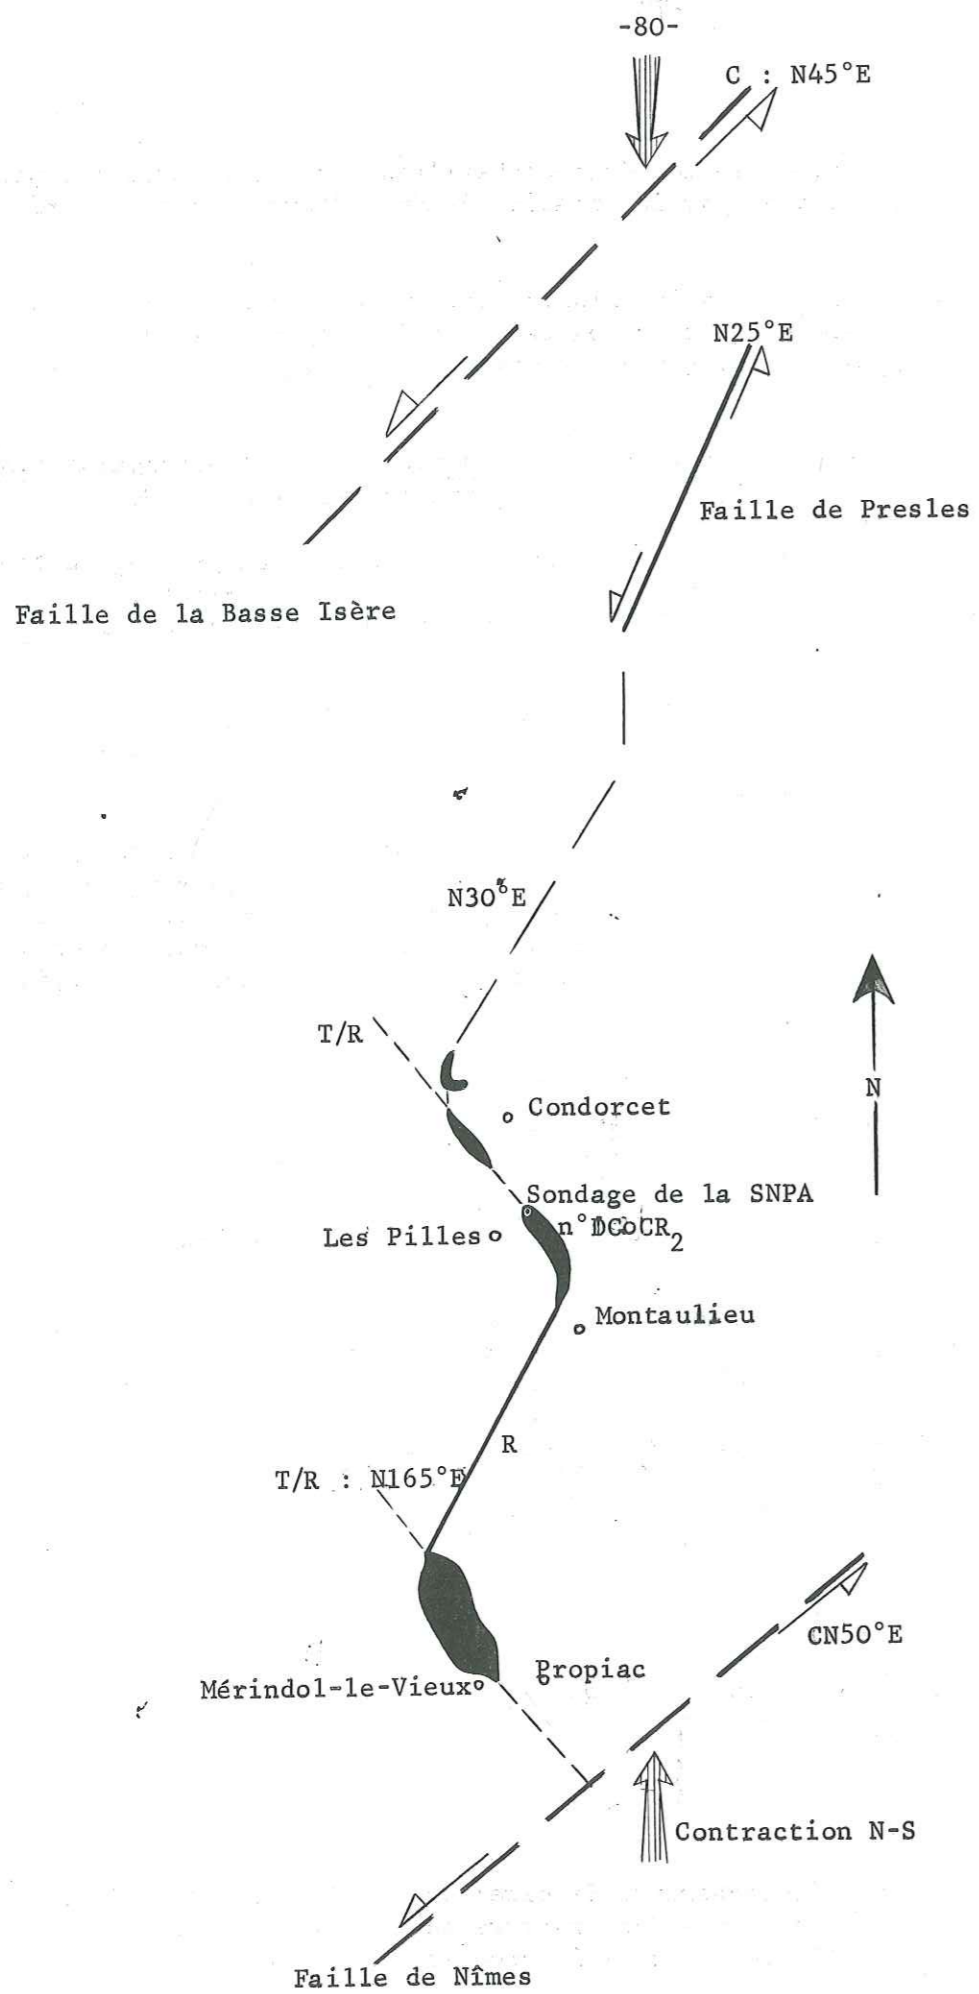 -80-
C : N45°E
N25°E
Faille de Presles
Faille de la Basse Isère
N30°E
T/R
Condorcet
N
Sondage de la SNPA
n°
CR2
Les Pilles
Montaulieu
R
T/R : N165°E
CN50°E
Propiac
Mérindol-le-Vieux
Contraction N-S
Faille de Nîmes